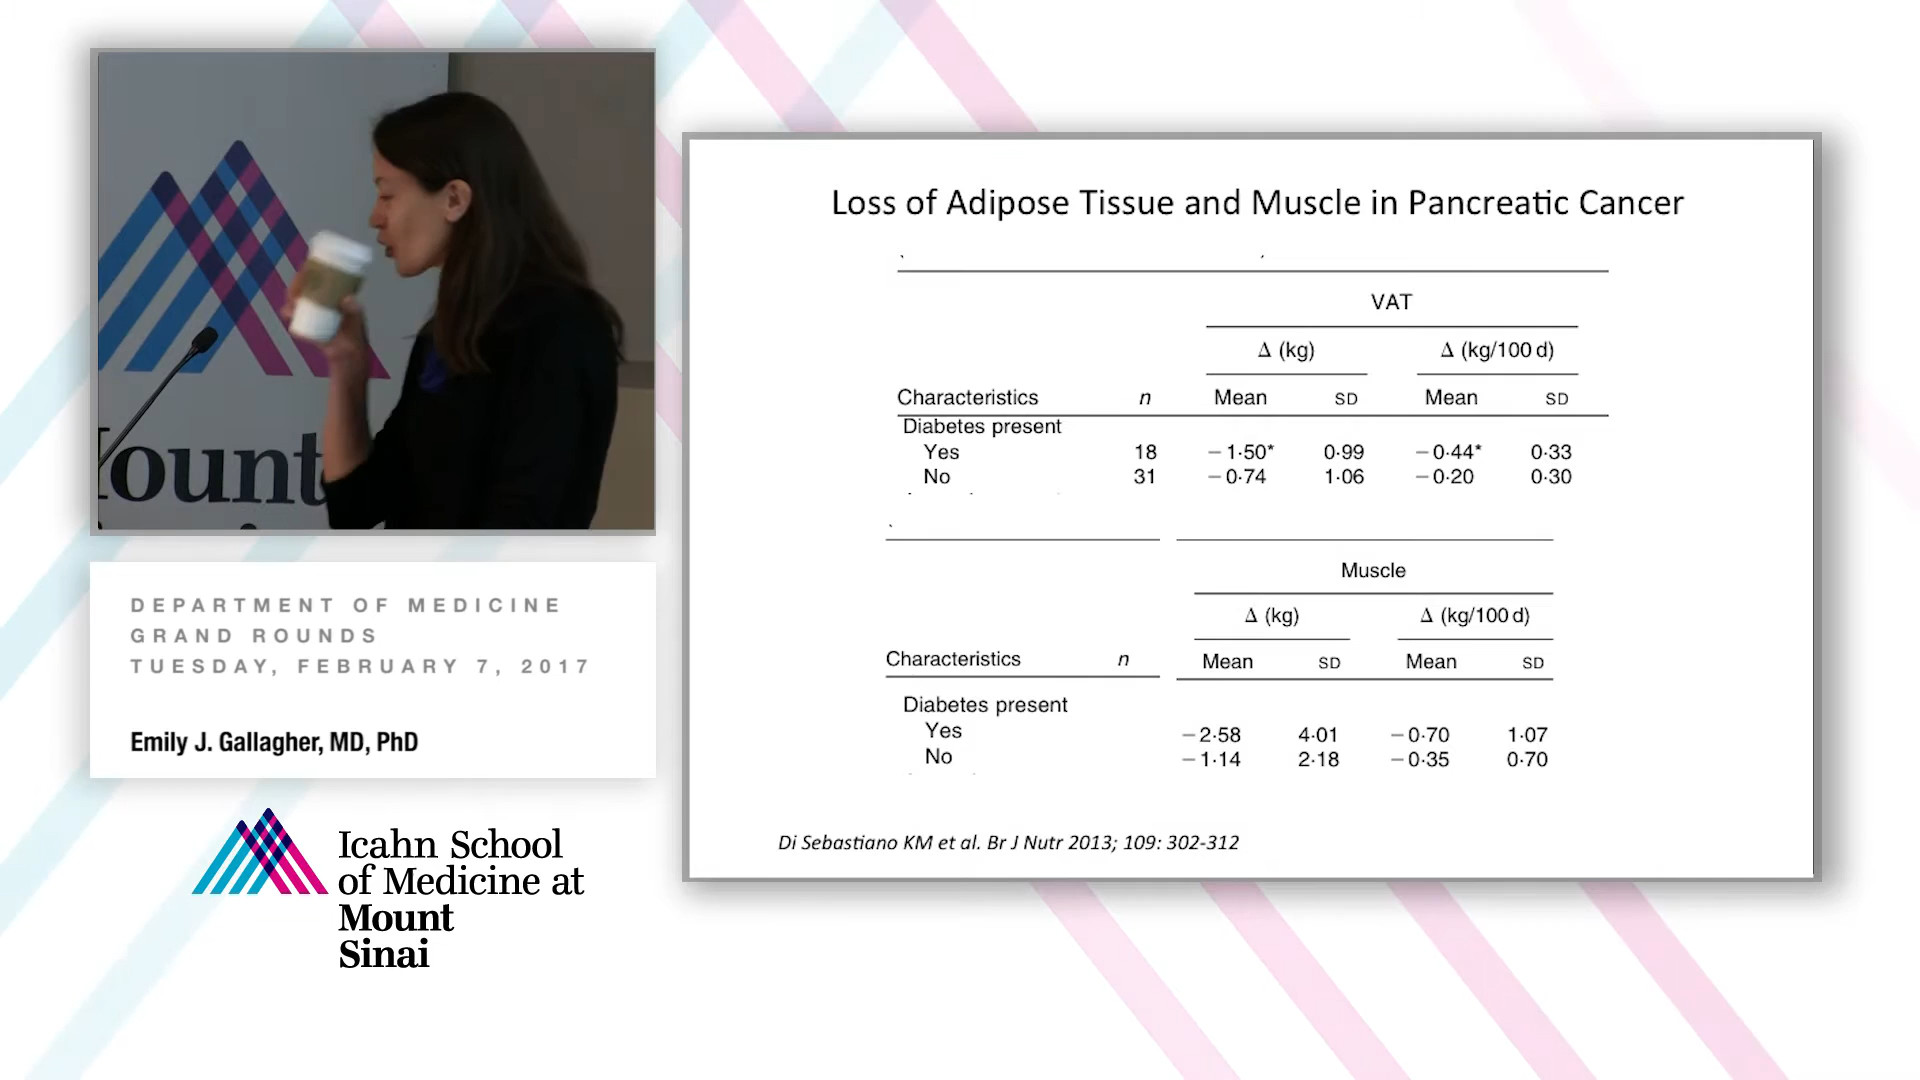 ount
DEPARTMENT OF MEDICINE
GRAND ROUNDS
TUESDAY, FEBRUARY 7, 2017
Emily J. Gallagher, MD, PhD
Icahn School
of Medicine at
Mount
Sinai
Loss of Adipose Tissue and Muscle in Pancreatic Cancer
VAT
Δ (kg) Δ (kg/100 d)
Characteristics n Mean SD Mean SD
Diabetes present
Yes 18 −1·50* 0·99 −0·44* 0·33
No 31 −0·74 1·06 −0·20 0·30
Muscle
Δ (kg) Δ (kg/100 d)
Characteristics n Mean SD Mean SD
Diabetes present
Yes −2·58 4·01 −0·70 1·07
No −1·14 2·18 −0·35 0·70
Di Sebastiano KM et al. Br J Nutr 2013; 109: 302-312